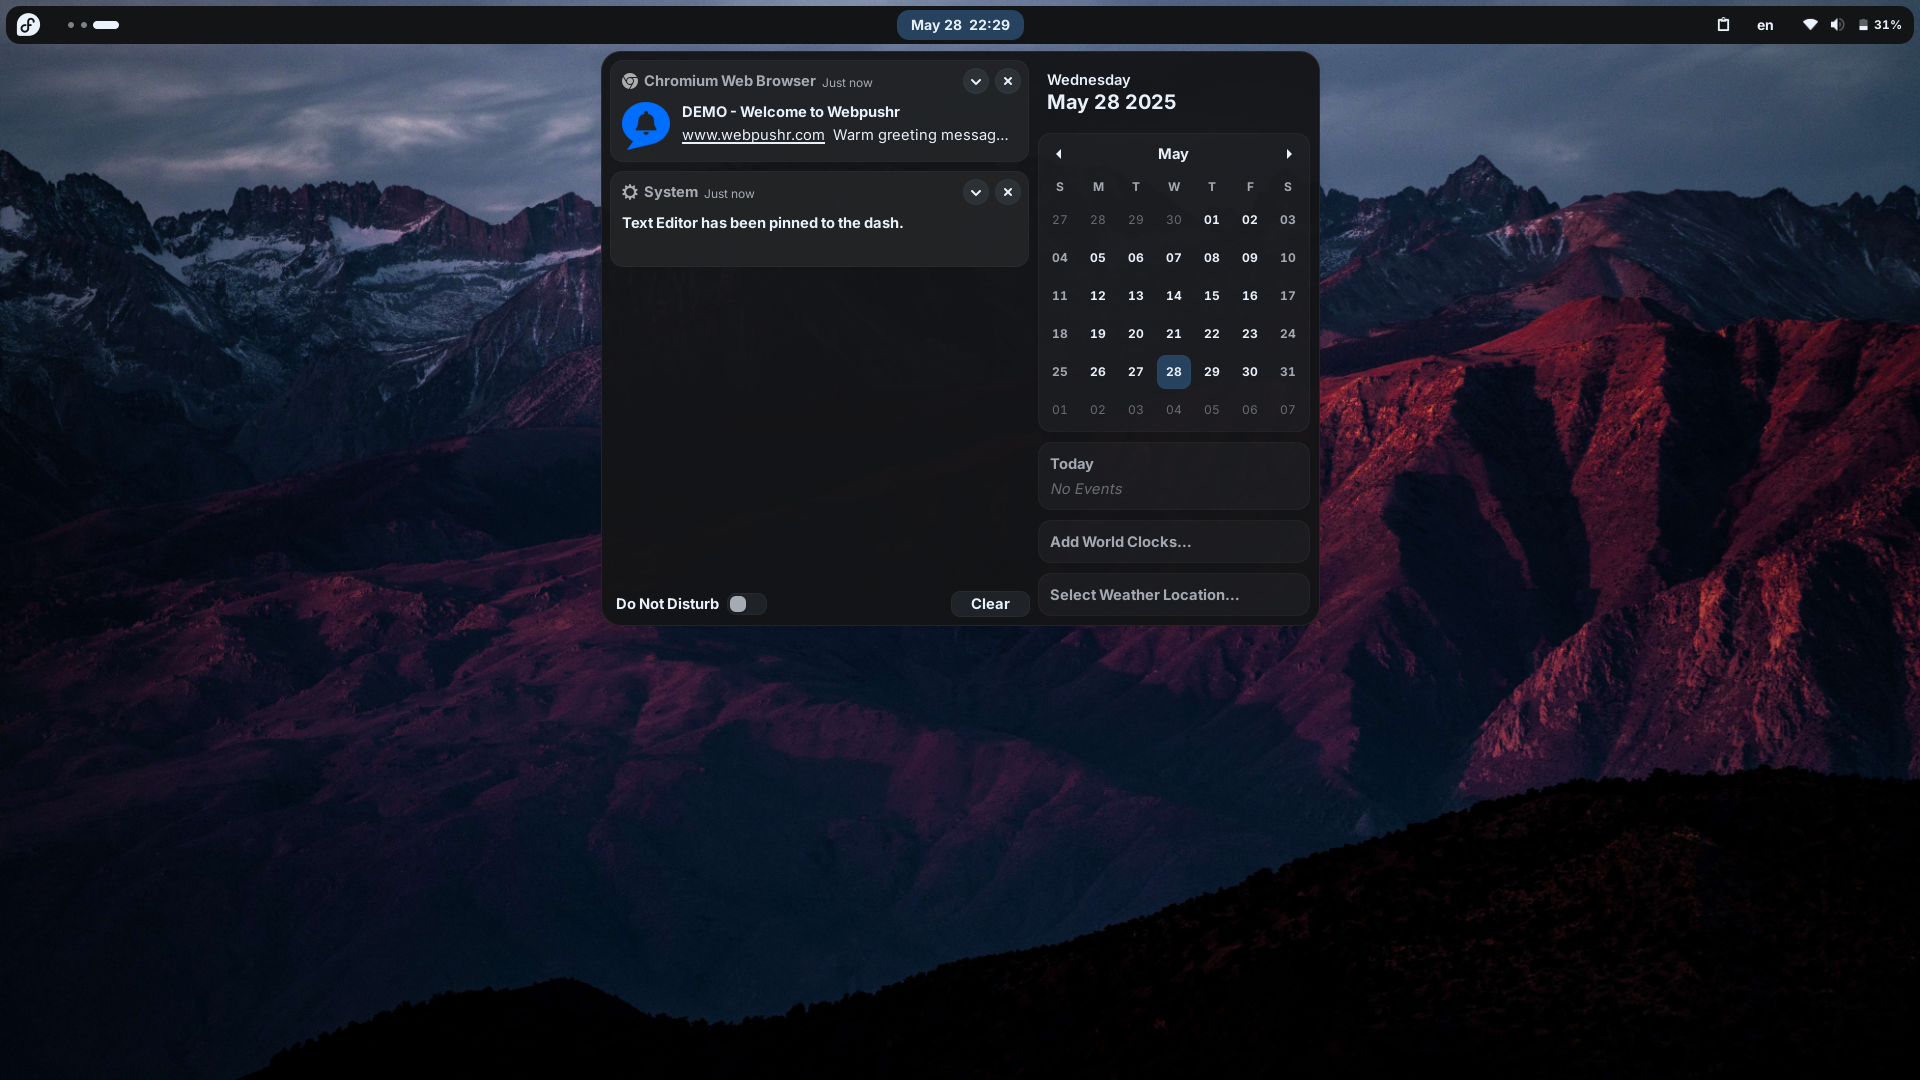 May 28  22:29
en
31%
Chromium Web Browser Just now
DEMO - Welcome to Webpushr
www.webpushr.com  Warm greeting messag…
System Just now
Text Editor has been pinned to the dash.
Do Not Disturb
Clear
Wednesday
May 28 2025
May
S M T W T F S
27 28 29 30 01 02 03
04 05 06 07 08 09 10
11 12 13 14 15 16 17
18 19 20 21 22 23 24
25 26 27 28 29 30 31
01 02 03 04 05 06 07
Today
No Events
Add World Clocks…
Select Weather Location…